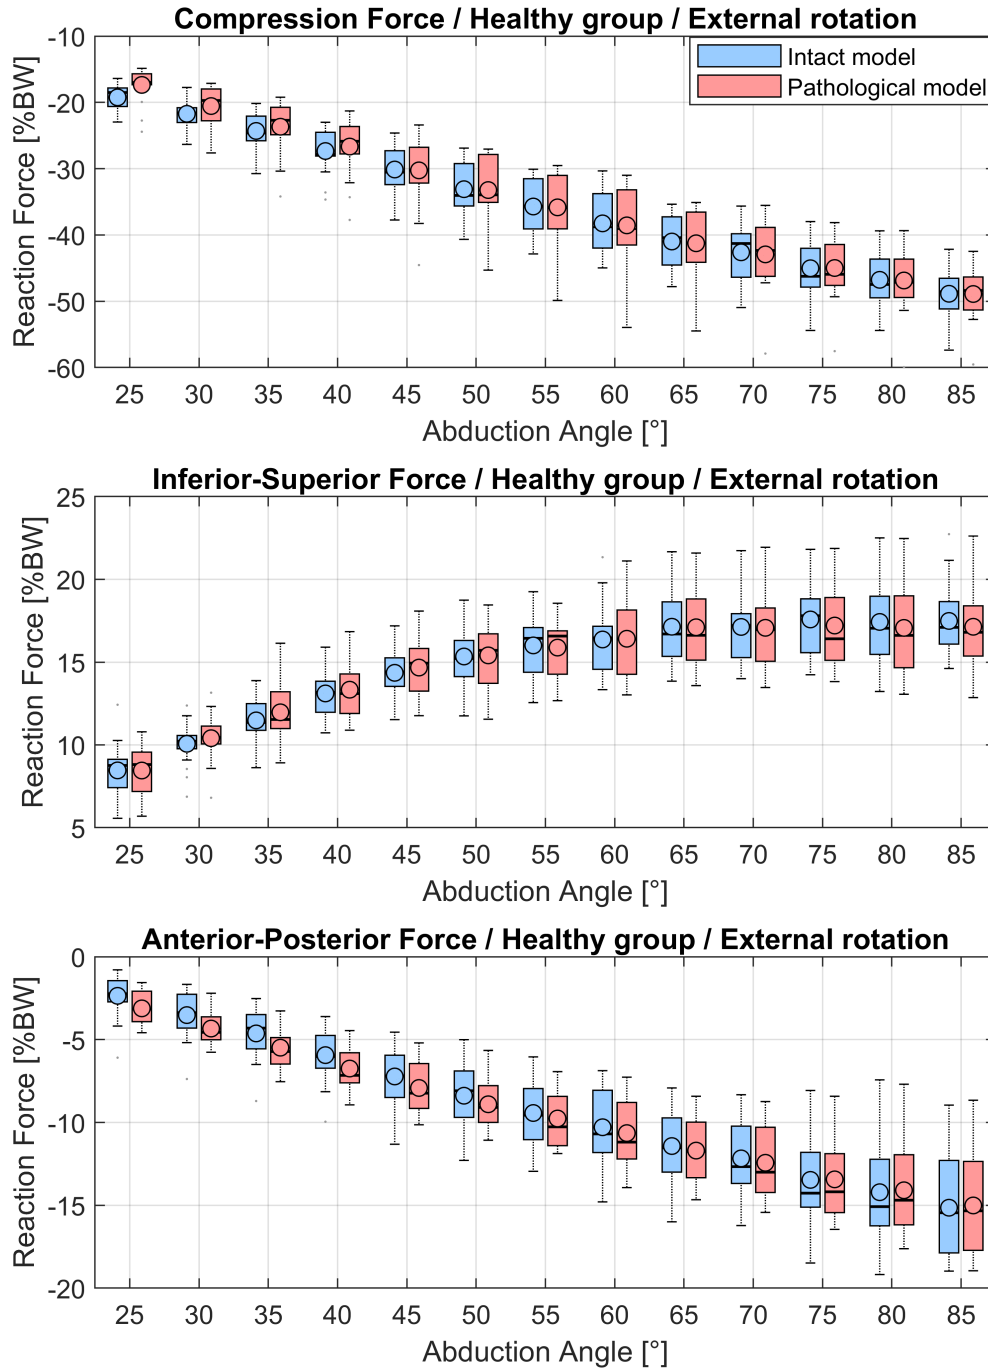 Compression Force / Healthy group / External rotation
Reaction Force [%BW]
-10
-20
-30
-40
-50
-60
Intact model
Pathological model
25 30 35 40 45 50 55 60 65 70 75 80 85
Abduction Angle [°]
Inferior-Superior Force / Healthy group / External rotation
Reaction Force [%BW]
25
20
15
10
5
25 30 35 40 45 50 55 60 65 70 75 80 85
Abduction Angle [°]
Anterior-Posterior Force / Healthy group / External rotation
Reaction Force [%BW]
0
-5
-10
-15
-20
25 30 35 40 45 50 55 60 65 70 75 80 85
Abduction Angle [°]